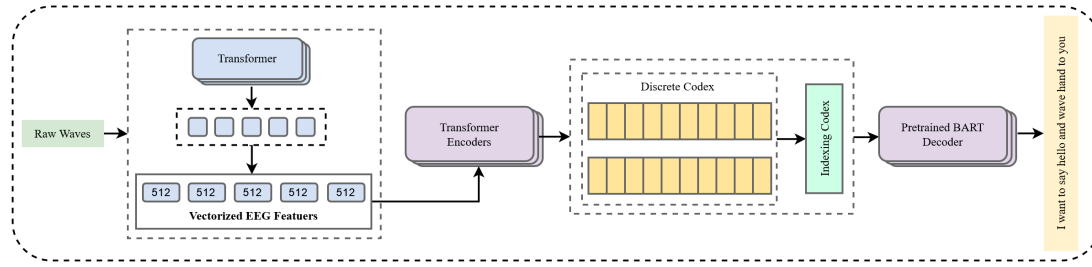 Raw Waves
Transformer
512 512 512 512 512
Vectorized EEG Featuers
Transformer
Encoders
Discrete Codex
Indexing Codex
Pretrained BART
Decoder
I want to say hello and wave hand to you